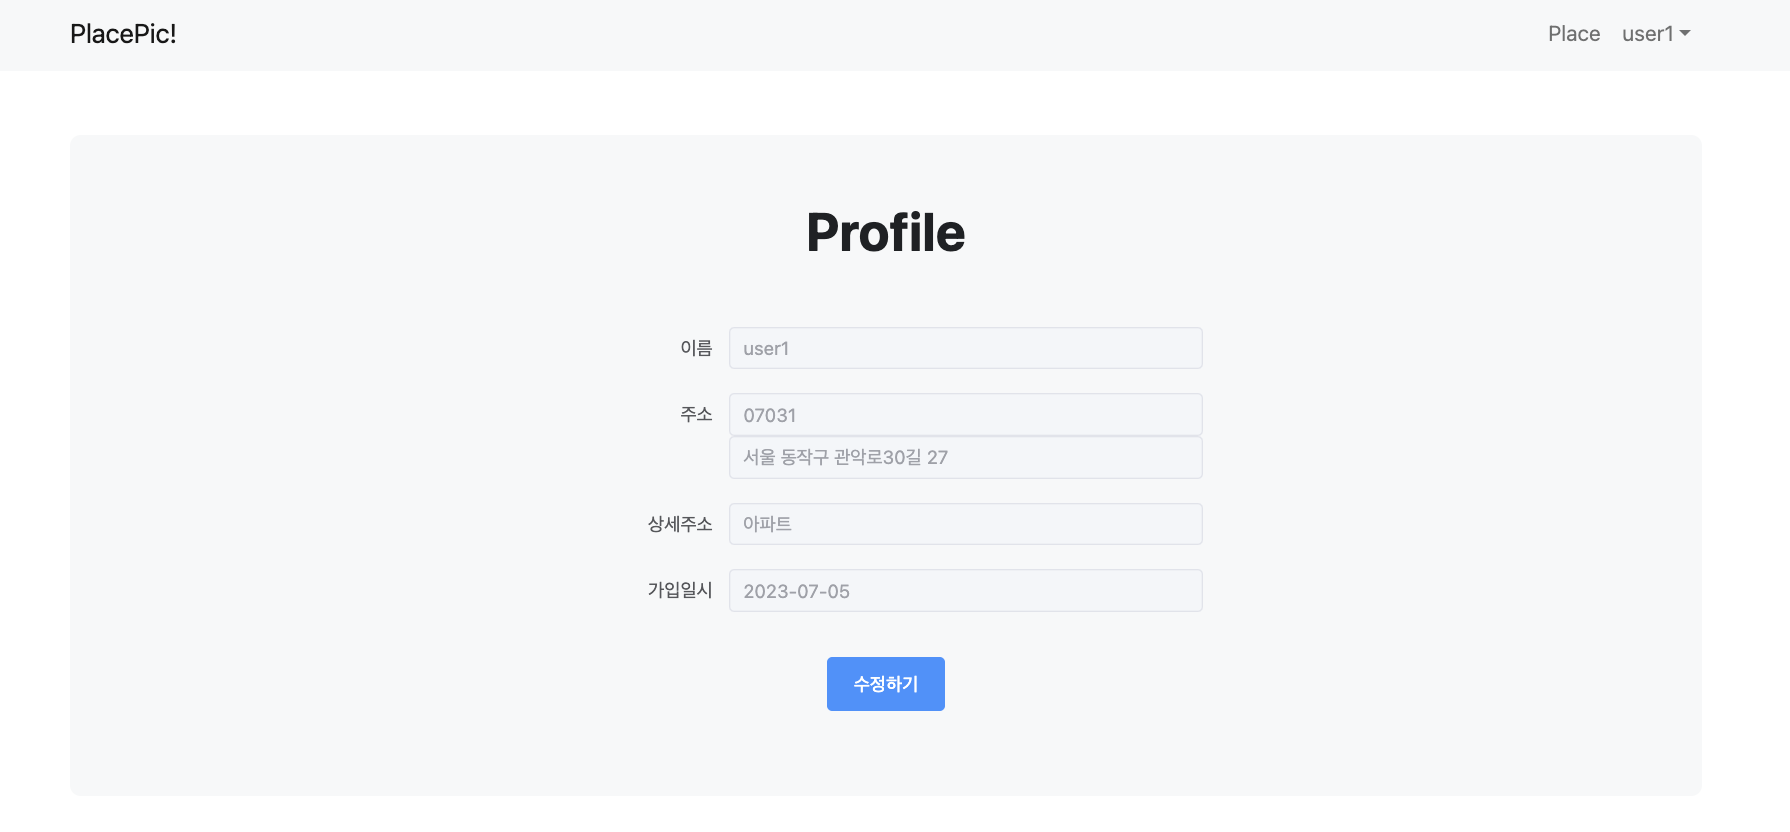 PlacePic!
Place user1
Profile
이름 user1
주소 07031
서울 동작구 관악로30길 27
상세주소 아파트
가입일시 2023-07-05
수정하기